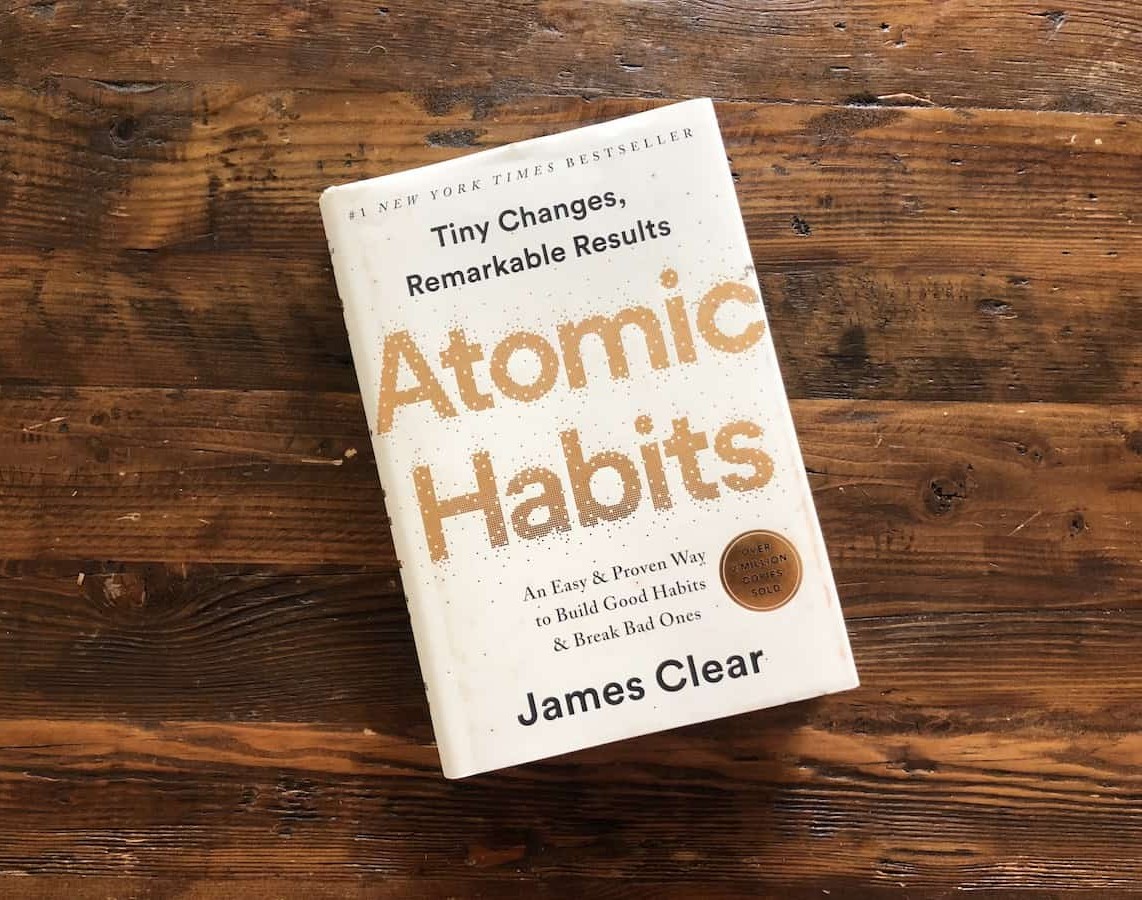 #1 NEW YORK TIMES BESTSELLER
Tiny Changes,
Remarkable Results
Atomic
Habits
An Easy & Proven Way
to Build Good Habits
& Break Bad Ones
OVER
MILLION
COPIES
SOLD
James Clear